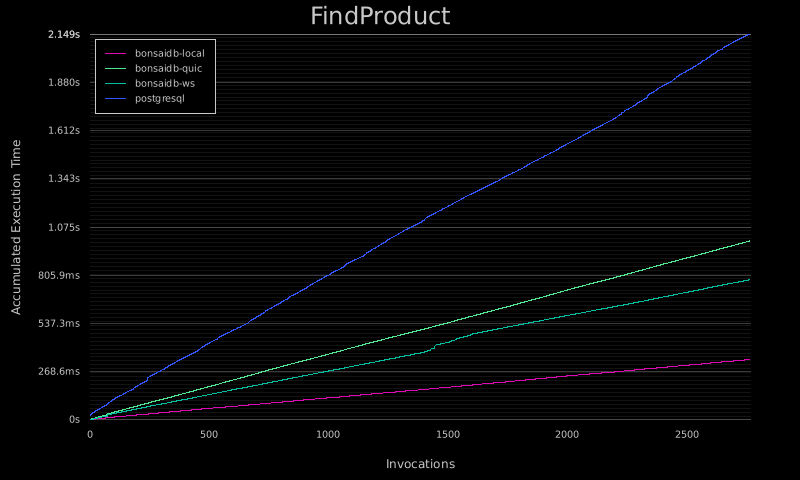 FindProduct
2.149s
bonsaidb-local
bonsaidb-quic
bonsaidb-ws
postgresql
1.880s
1.612s
1.343s
1.075s
805.9ms
537.3ms
268.6ms
0s
Accumulated Execution Time
0 500 1000 1500 2000 2500
Invocations